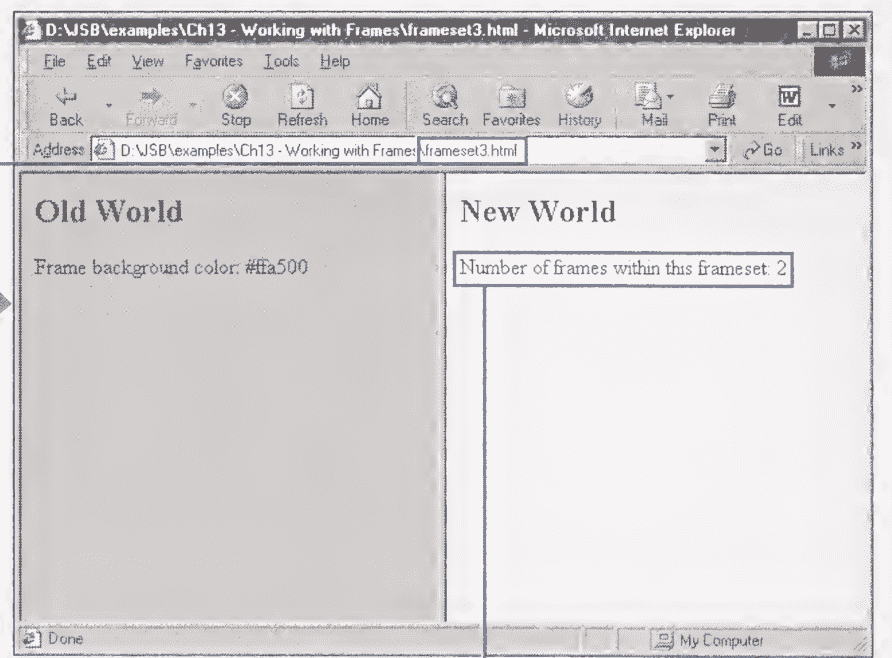 D:\JSB\examples\Ch13 - Working with Frames\frameset3.html - Microsoft Internet Explorer
File Edit View Favorites Tools Help
Back Forward Stop Refresh Home Search Favorites History Mail Print Edit »
Address D:\JSB\examples\Ch13 - Working with Frames\frameset3.html Go Links »
Old World
Frame background color: #ffa500
New World
Number of frames within this frameset: 2
Done My Computer